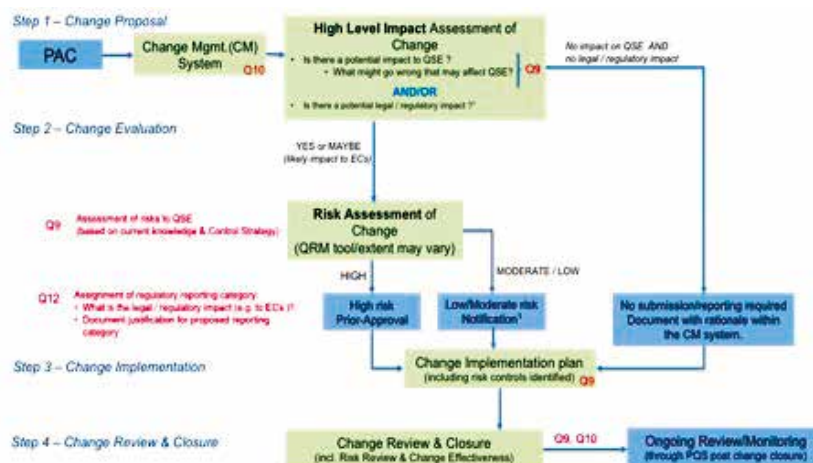 Step 1 – Change Proposal
PAC
Change Mgmt.(CM)
System
Q10
High Level Impact Assessment of
Change
• Is there a potential impact to QSE ?
• What might go wrong that may affect QSE?
Q9
AND/OR
• Is there a potential legal / regulatory impact ?
No impact on QSE AND
no legal / regulatory impact
Step 2 – Change Evaluation
YES or MAYBE
(likely impact to ECs)
Q9
Assessment of risks to QSE
(based on current knowledge & Control Strategy)
Risk Assessment of
Change
(QRM tool/extent may vary)
HIGH
MODERATE / LOW
Q12
Assignment of regulatory reporting category:
• What is the legal / regulatory impact (e.g. to ECs )?
• Document justification for proposed reporting
category
High risk
Prior-Approval
Low/Moderate risk
Notification¹
No submission/reporting required
Document with rationale within
the CM system.
Step 3 – Change Implementation
Change Implementation plan
(including risk controls identified)
Q9
Step 4 – Change Review & Closure
Change Review & Closure
(incl. Risk Review & Change Effectiveness)
Q9, Q10
Ongoing Review/Monitoring
(through PQS post change closure)